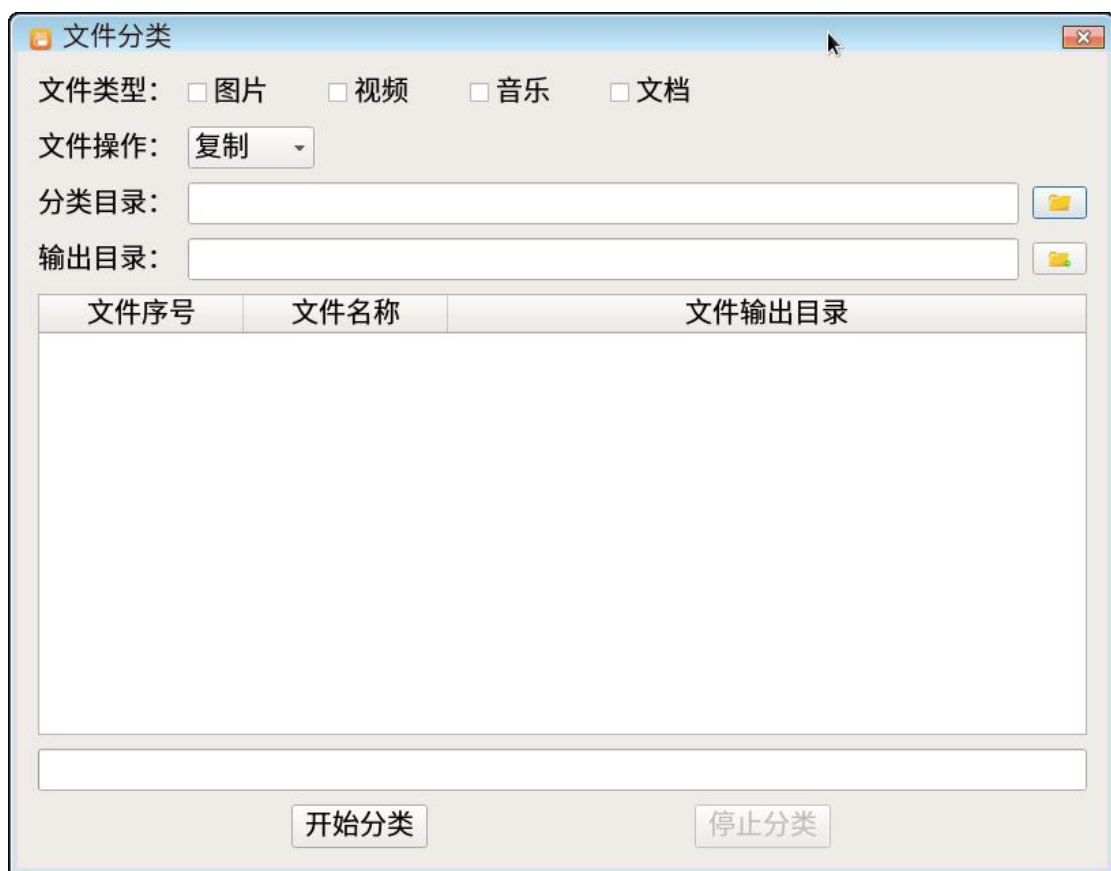 文件分类
文件类型： 图片 视频 音乐 文档
文件操作： 复制
分类目录：
输出目录：
文件序号 文件名称 文件输出目录
开始分类 停止分类